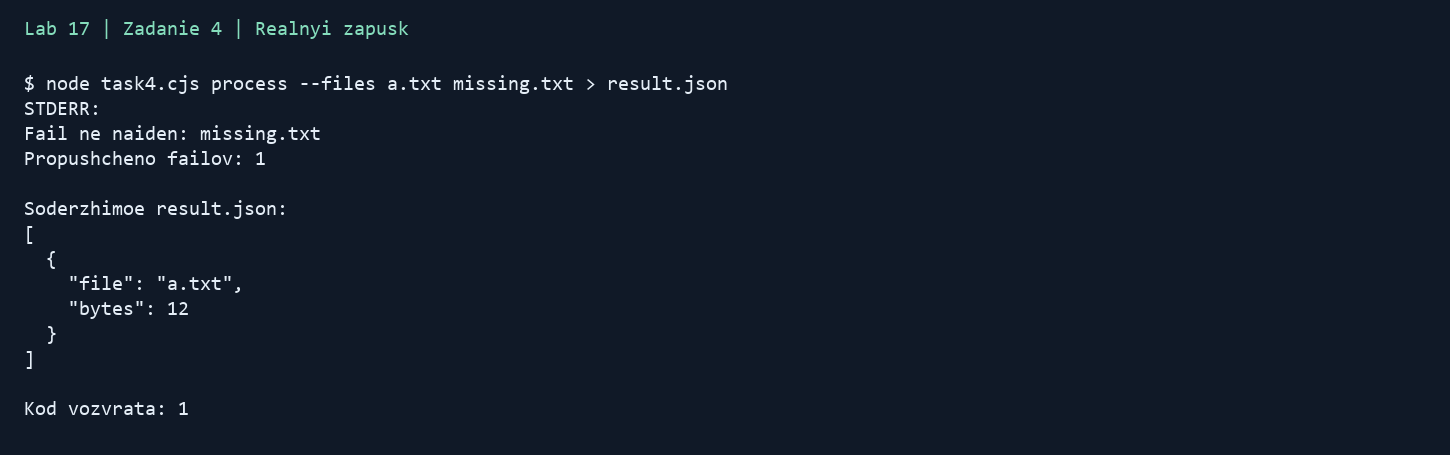 Lab 17 | Zadanie 4 | Realnyi zapusk
$ node task4.cjs process --files a.txt missing.txt > result.json
STDERR:
Fail ne naiden: missing.txt
Propushcheno failov: 1
Soderzhimoe result.json:
[
  {
    "file": "a.txt",
    "bytes": 12
  }
]
Kod vozvrata: 1